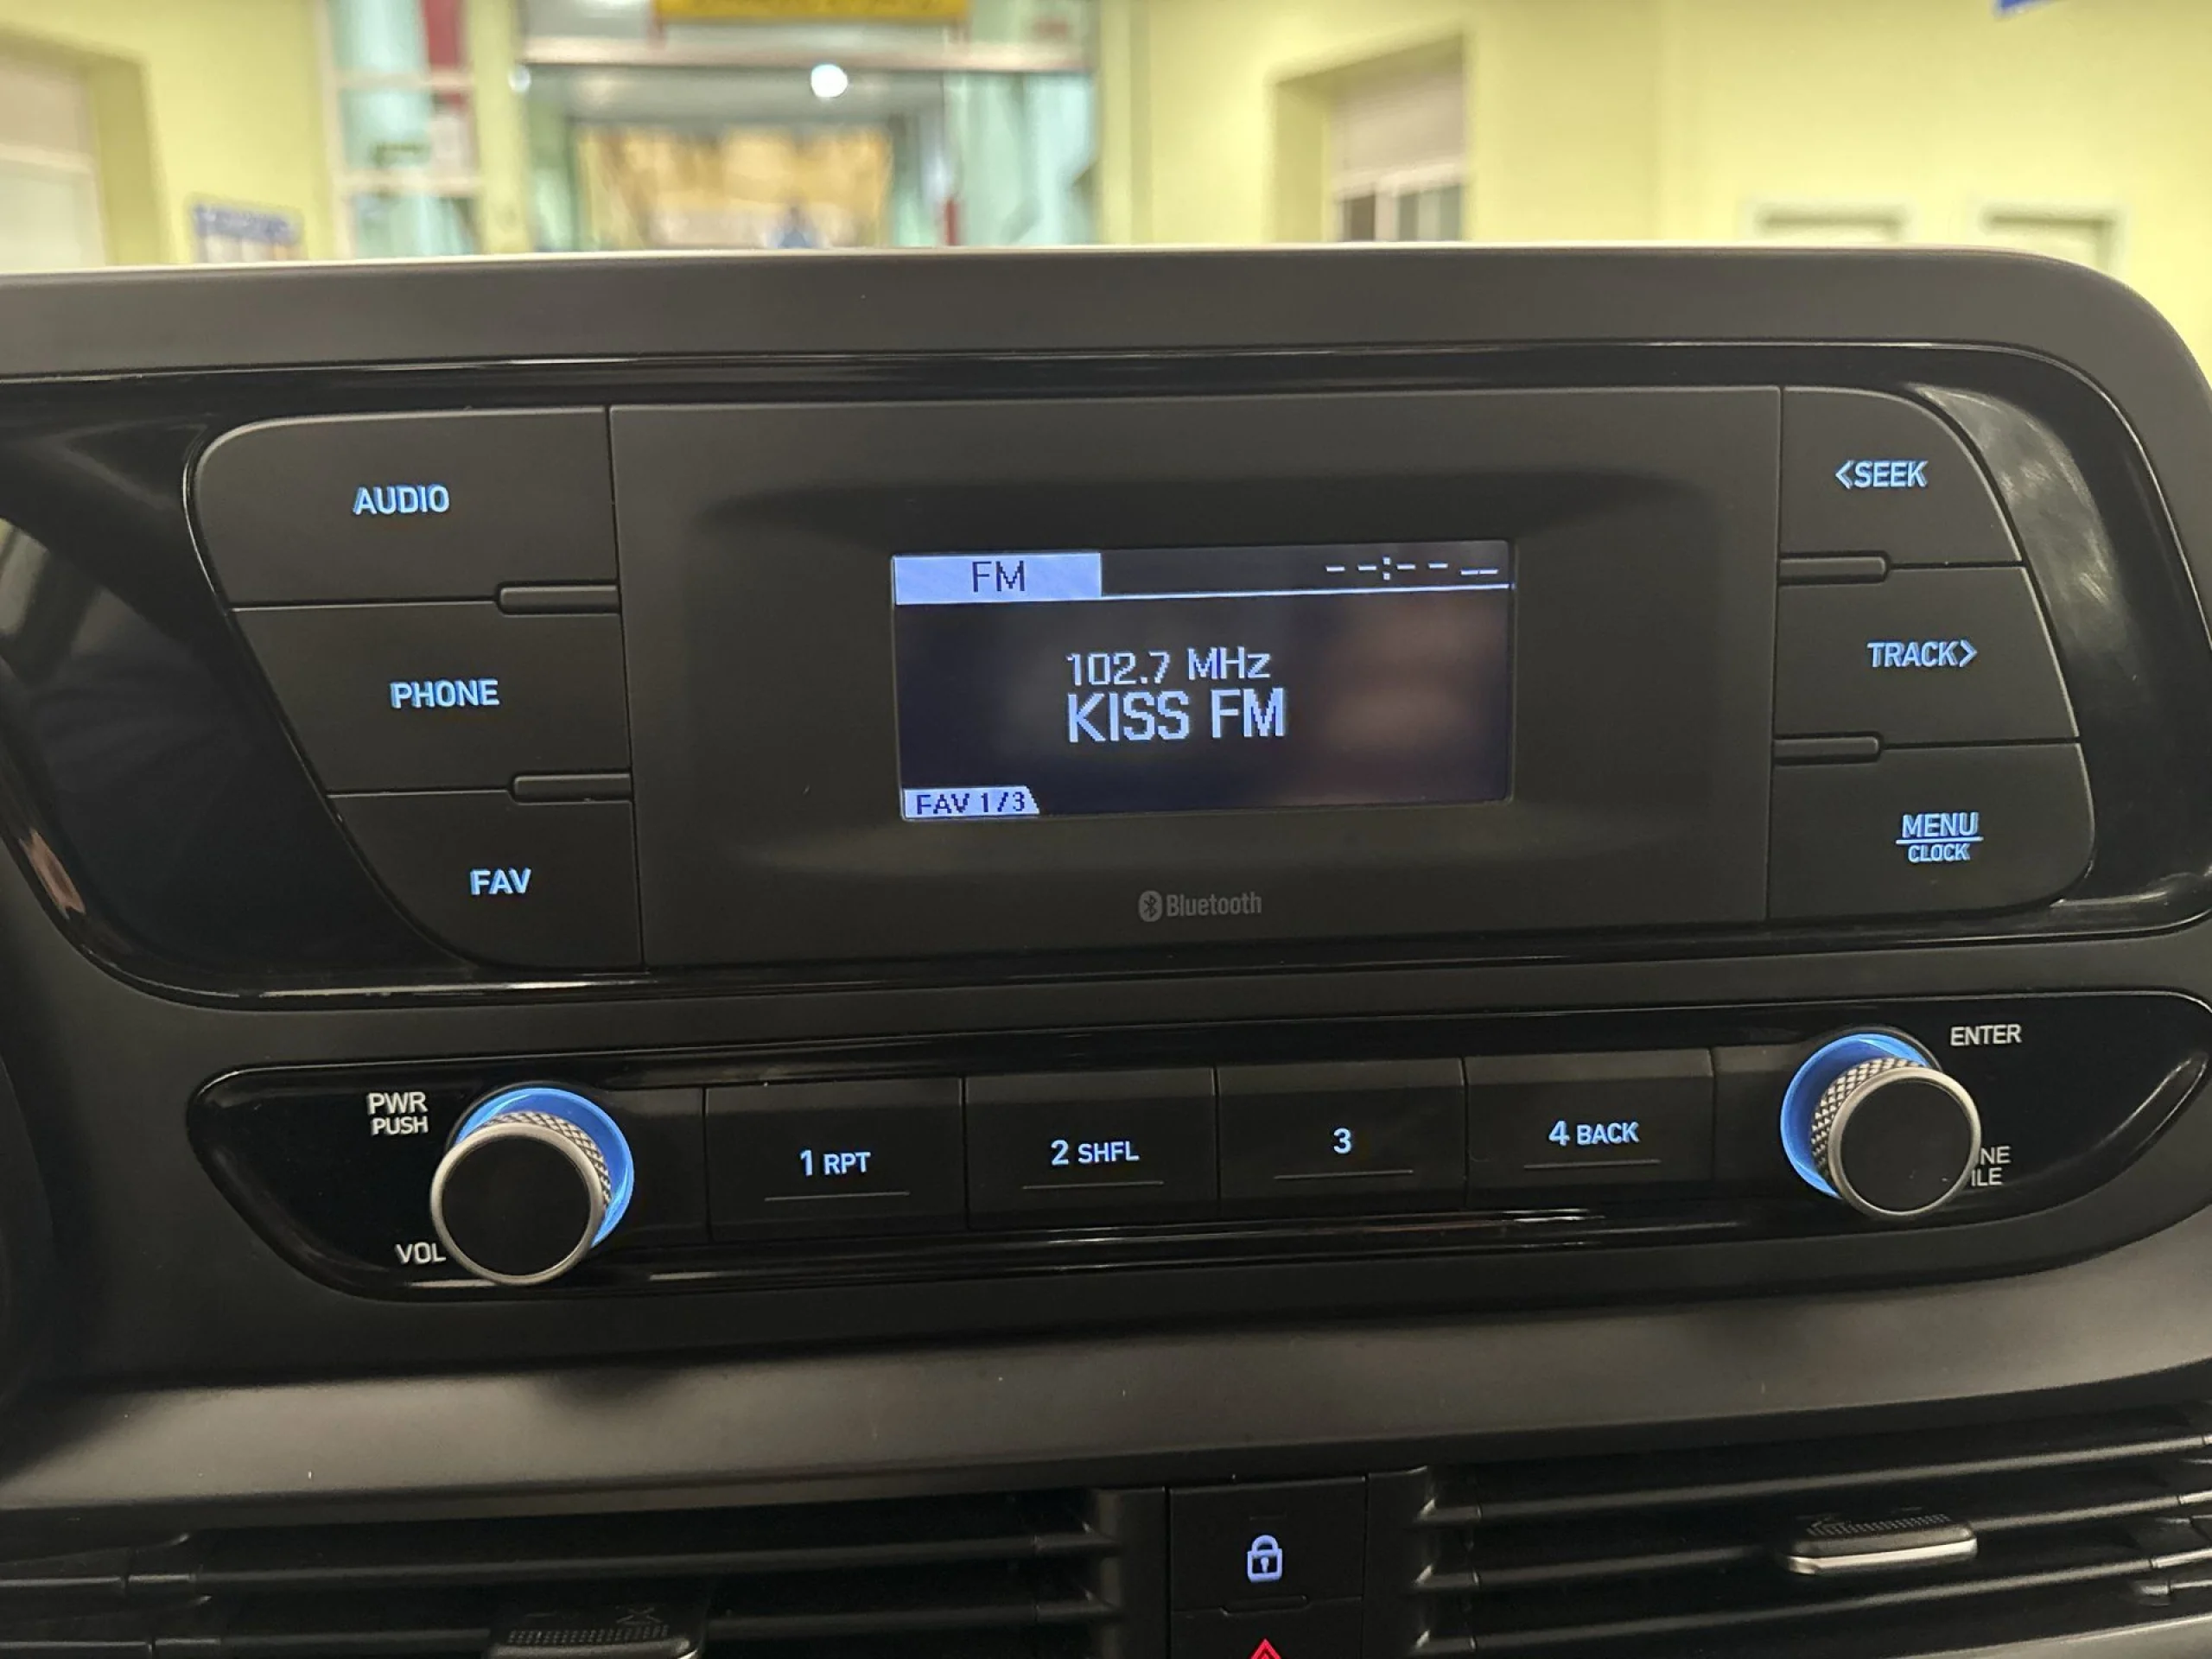 AUDIO
PHONE
FAV
FM --:-- __
102.7 MHz
KISS FM
FAV 1/3
Bluetooth
<SEEK
TRACK>
MENU
CLOCK
PWR
PUSH
VOL
1 RPT
2 SHFL
3
4 BACK
ENTER